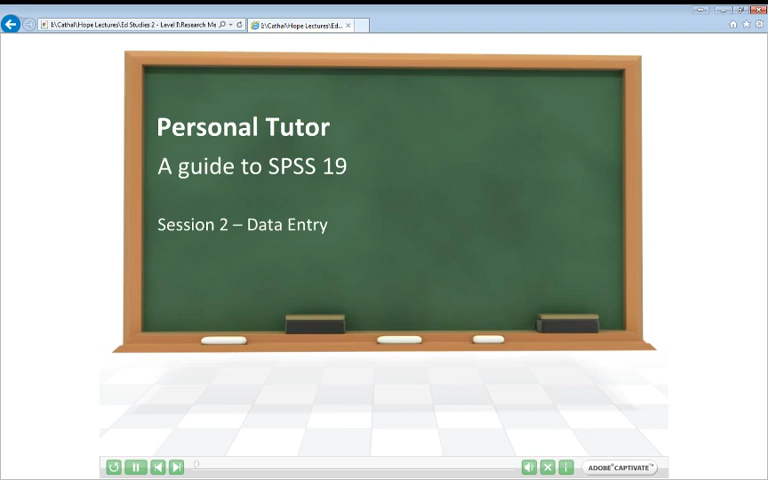 E:\Cathal\Hope Lectures\Ed Studies 2 - Level I\Research Me
E:\Cathal\Hope Lectures\Ed...
Personal Tutor
A guide to SPSS 19
Session 2 – Data Entry
ADOBE® CAPTIVATE™